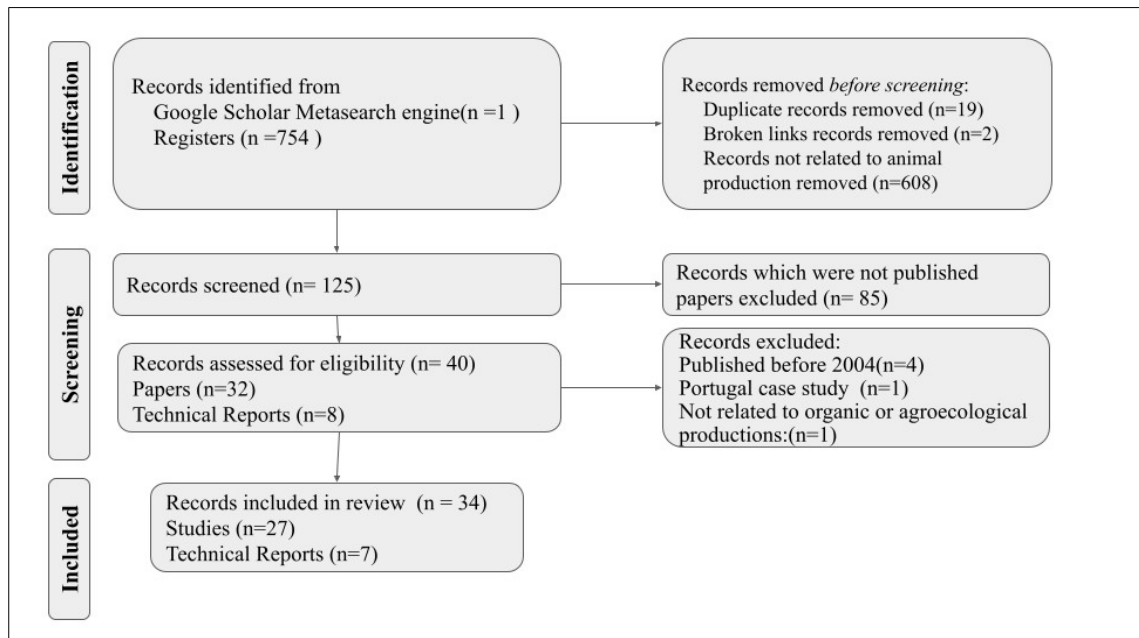 Identification
Records identified from
Google Scholar Metasearch engine(n =1 )
Registers (n =754 )
Records removed before screening:
Duplicate records removed (n=19)
Broken links records removed (n=2)
Records not related to animal
production removed (n=608)
Screening
Records screened (n= 125)
Records which were not published
papers excluded (n= 85)
Records assessed for eligibility (n= 40)
Papers (n=32)
Technical Reports (n=8)
Records excluded:
Published before 2004(n=4)
Portugal case study (n=1)
Not related to organic or agroecological
productions:(n=1)
Included
Records included in review (n = 34)
Studies (n=27)
Technical Reports (n=7)